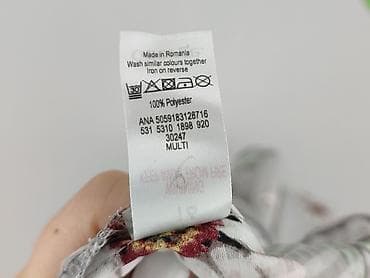 Made in Romania
Wash similar colours together
Iron on reverse
30
100% Polyester
ANA 5059183128716
531 5310 1898 920
30247
MULTI